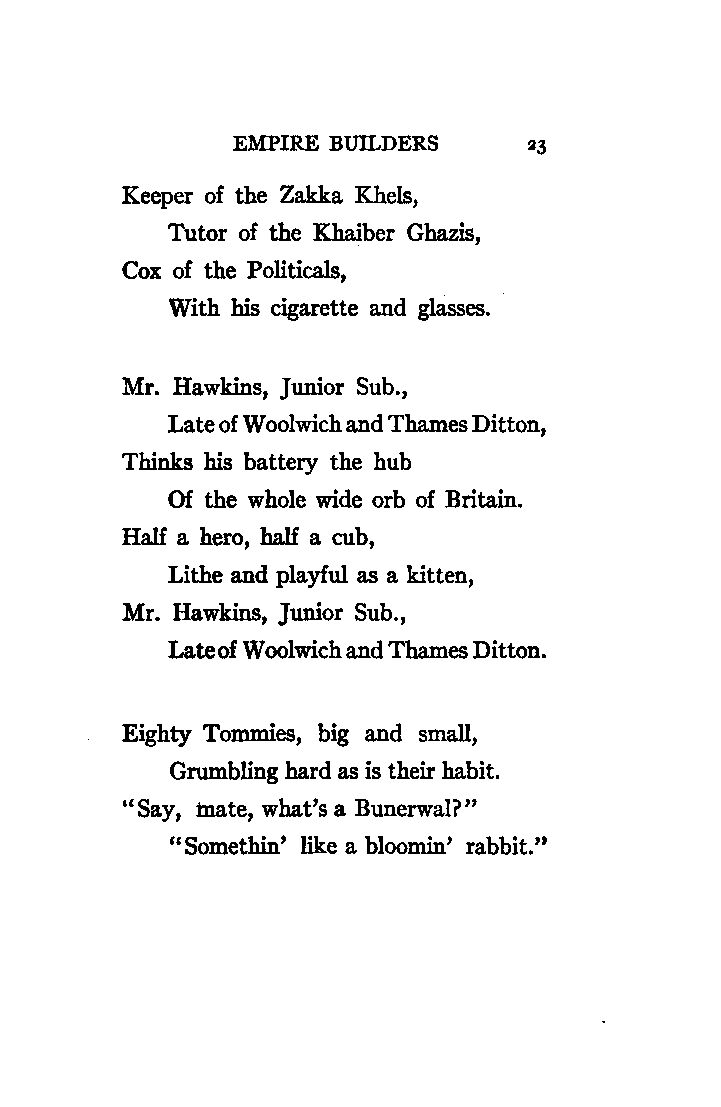 EMPIRE BUILDERS 23
Keeper of the Zakka Khels,
Tutor of the Khaiber Ghazis,
Cox of the Politicals,
With his cigarette and glasses.
Mr. Hawkins, Junior Sub.,
Late of Woolwich and Thames Ditton,
Thinks his battery the hub
Of the whole wide orb of Britain.
Half a hero, half a cub,
Lithe and playful as a kitten,
Mr. Hawkins, Junior Sub.,
Late of Woolwich and Thames Ditton.
Eighty Tommies, big and small,
Grumbling hard as is their habit.
"Say, mate, what's a Bunerwal?"
"Somethin' like a bloomin' rabbit."